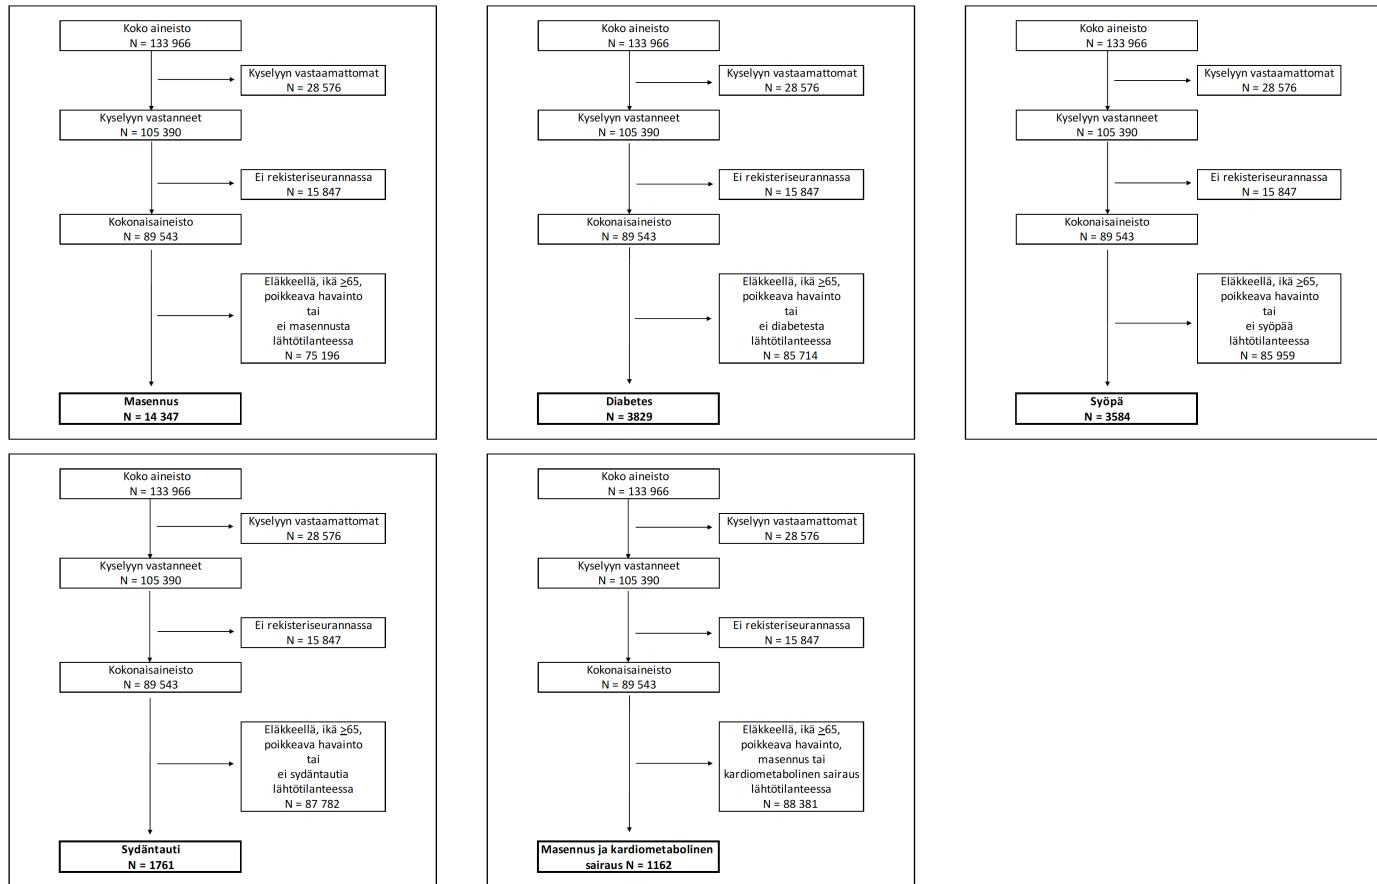 Koko aineisto
N = 133 966
Kyselyyn vastaamattomat
N = 28 576
Kyselyyn vastanneet
N = 105 390
Ei rekisteriseurannassa
N = 15 847
Kokonaisaineisto
N = 89 543
Eläkkeellä, ikä ≥65,
poikkeava havainto
tai
ei masennusta
lähtötilanteessa
N = 75 196
Masennus
N = 14 347
Koko aineisto
N = 133 966
Kyselyyn vastaamattomat
N = 28 576
Kyselyyn vastanneet
N = 105 390
Ei rekisteriseurannassa
N = 15 847
Kokonaisaineisto
N = 89 543
Eläkkeellä, ikä ≥65,
poikkeava havainto
tai
ei diabetesta
lähtötilanteessa
N = 85 714
Diabetes
N = 3829
Koko aineisto
N = 133 966
Kyselyyn vastaamattomat
N = 28 576
Kyselyyn vastanneet
N = 105 390
Ei rekisteriseurannassa
N = 15 847
Kokonaisaineisto
N = 89 543
Eläkkeellä, ikä ≥65,
poikkeava havainto
tai
ei syöpää
lähtötilanteessa
N = 85 959
Syöpä
N = 3584
Koko aineisto
N = 133 966
Kyselyyn vastaamattomat
N = 28 576
Kyselyyn vastanneet
N = 105 390
Ei rekisteriseurannassa
N = 15 847
Kokonaisaineisto
N = 89 543
Eläkkeellä, ikä ≥65,
poikkeava havainto
tai
ei sydäntautia
lähtötilanteessa
N = 87 782
Sydäntauti
N = 1761
Koko aineisto
N = 133 966
Kyselyyn vastaamattomat
N = 28 576
Kyselyyn vastanneet
N = 105 390
Ei rekisteriseurannassa
N = 15 847
Kokonaisaineisto
N = 89 543
Eläkkeellä, ikä ≥65,
poikkeava havainto,
masennus tai
kardiometabolinen sairaus
lähtötilanteessa
N = 88 381
Masennus ja kardiometabolinen
sairaus N = 1162